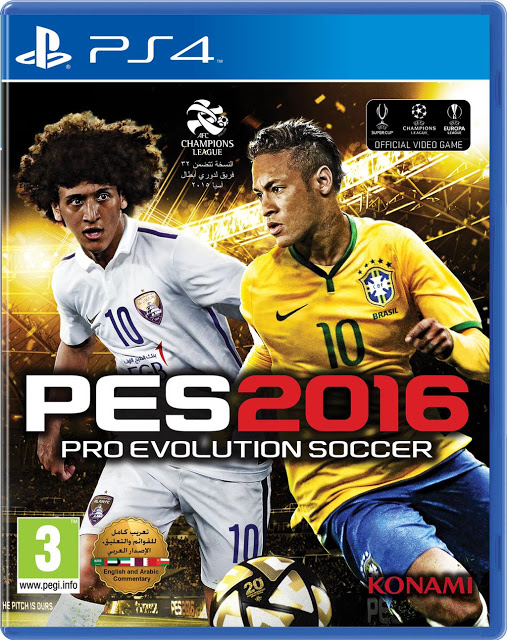 PS4
AFC
CHAMPIONS
LEAGUE
النسخة تتضمن ٣٢
فريق لدوري أبطال
آسيا ٢٠١٥
SUPER CUP
CHAMPIONS
LEAGUE
EUROPA
LEAGUE
OFFICIAL VIDEO GAME
10
BRASIL
10
PES2016
PRO EVOLUTION SOCCER
3
www.pegi.info
تعريب كامل
للقوائم والتعليق،
الإصدار العربي
English and Arabic
Commentary
10
20
KONAMI
THE PITCH IS OURS
PES2016